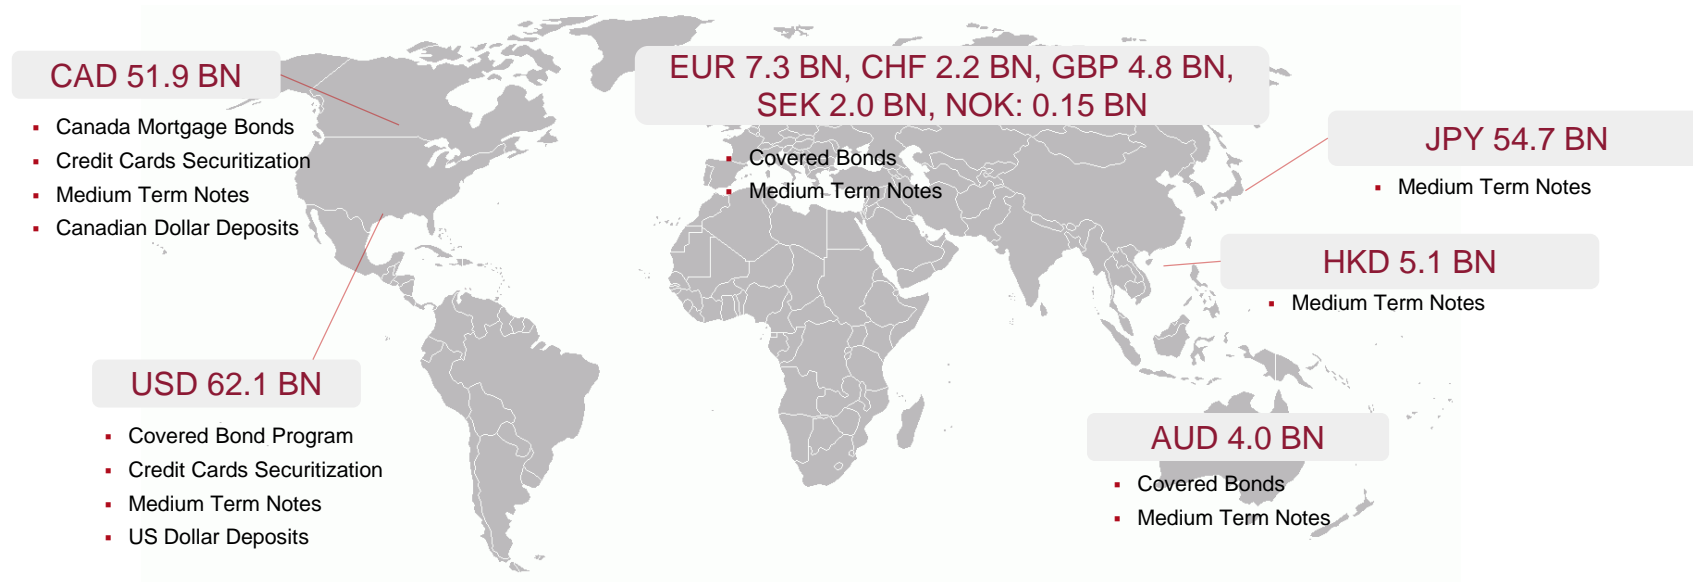 CAD 51.9 BN
▪ Canada Mortgage Bonds
▪ Credit Cards Securitization
▪ Medium Term Notes
▪ Canadian Dollar Deposits
USD 62.1 BN
▪ Covered Bond Program
▪ Credit Cards Securitization
▪ Medium Term Notes
▪ US Dollar Deposits
EUR 7.3 BN, CHF 2.2 BN, GBP 4.8 BN,
SEK 2.0 BN, NOK: 0.15 BN
▪ Covered Bonds
▪ Medium Term Notes
JPY 54.7 BN
▪ Medium Term Notes
HKD 5.1 BN
▪ Medium Term Notes
AUD 4.0 BN
▪ Covered Bonds
▪ Medium Term Notes